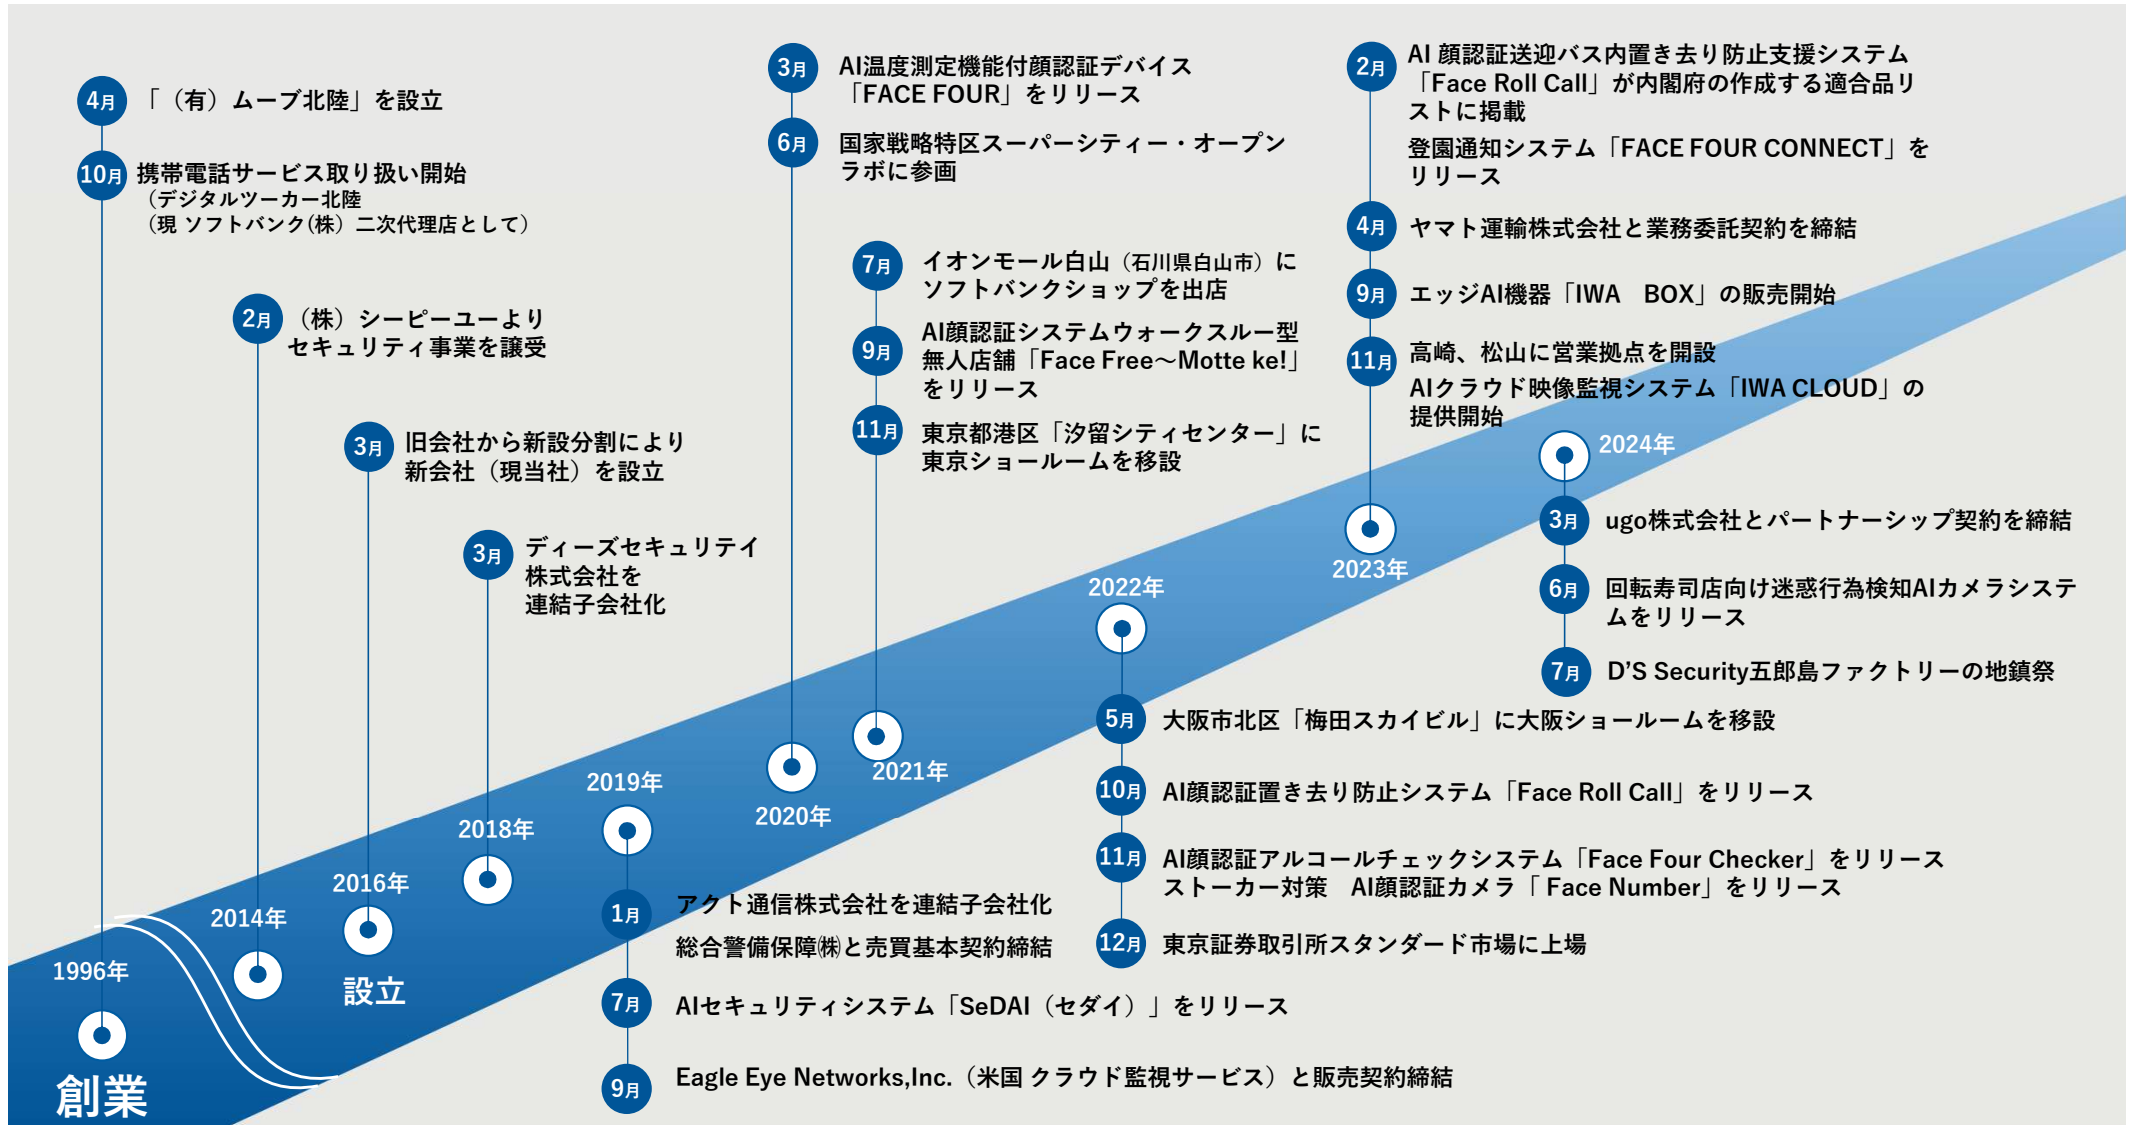 1996年
創業
4月
「（有）ムーブ北陸」を設立
10月
携帯電話サービス取り扱い開始
（デジタルツーカー北陸
（現 ソフトバンク(株）二次代理店として）
2014年
2月
（株）シーピーユーより
セキュリティ事業を譲受
2016年
設立
3月
旧会社から新設分割により
新会社（現当社）を設立
2018年
3月
ディーズセキュリテイ
株式会社を
連結子会社化
2019年
1月
アクト通信株式会社を連結子会社化
総合警備保障㈱と売買基本契約締結
7月
AIセキュリティシステム「SeDAI（セダイ）」をリリース
9月
Eagle Eye Networks,Inc.（米国 クラウド監視サービス）と販売契約締結
2020年
3月
AI温度測定機能付顔認証デバイス
「FACE FOUR」をリリース
6月
国家戦略特区スーパーシティー・オープン
ラボに参画
2021年
7月
イオンモール白山（石川県白山市）に
ソフトバンクショップを出店
9月
AI顔認証システムウォークスルー型
無人店舗「Face Free～Motte ke!」
をリリース
11月
東京都港区「汐留シティセンター」に
東京ショールームを移設
2022年
5月
大阪市北区「梅田スカイビル」に大阪ショールームを移設
10月
AI顔認証置き去り防止システム「Face Roll Call」をリリース
11月
AI顔認証アルコールチェックシステム「Face Four Checker」をリリース
ストーカー対策　AI顔認証カメラ「 Face Number」をリリース
12月
東京証券取引所スタンダード市場に上場
2023年
2月
AI 顔認証送迎バス内置き去り防止支援システム
「Face Roll Call」が内閣府の作成する適合品リ
ストに掲載
登園通知システム「FACE FOUR CONNECT」を
リリース
4月
ヤマト運輸株式会社と業務委託契約を締結
9月
エッジAI機器「IWA　BOX」の販売開始
11月
高崎、松山に営業拠点を開設
AIクラウド映像監視システム「IWA CLOUD」の
提供開始
2024年
3月
ugo株式会社とパートナーシップ契約を締結
6月
回転寿司店向け迷惑行為検知AIカメラシステ
ムをリリース
7月
D’S Security五郎島ファクトリーの地鎮祭